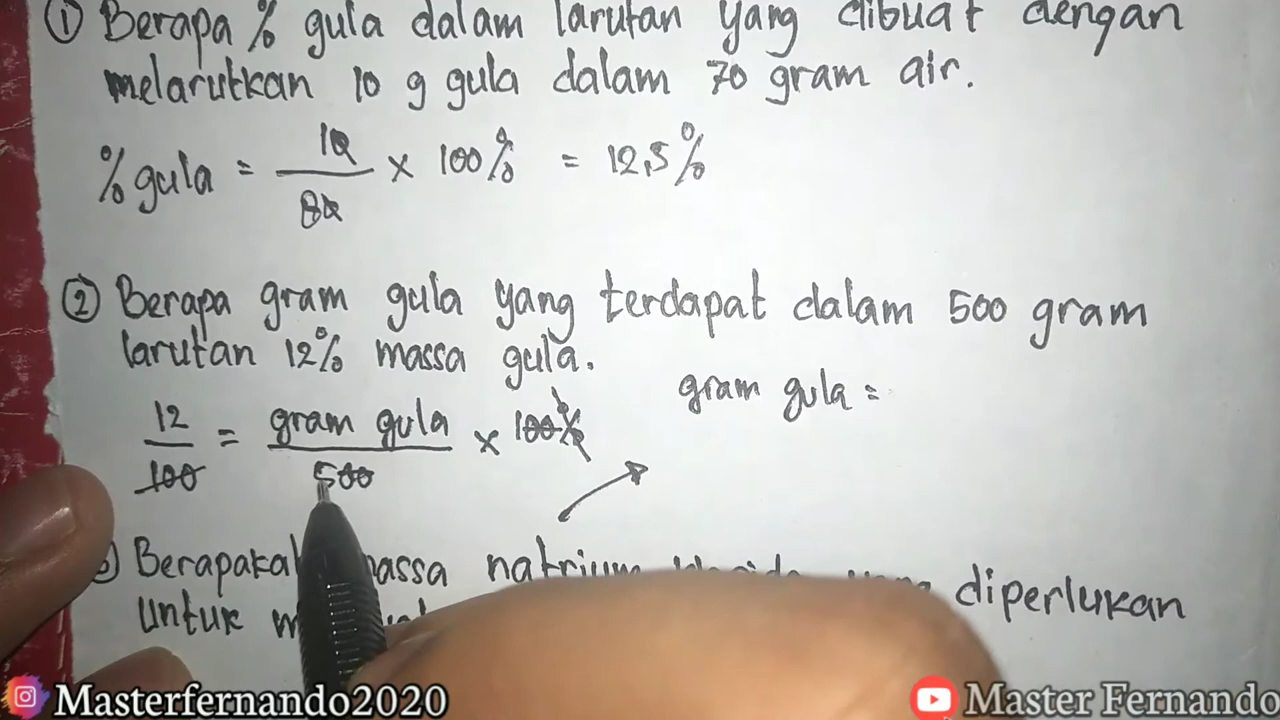 ① Berapa % gula dalam larutan yang dibuat dengan
melarutkan 10 g gula dalam 70 gram air.
% gula = 10/80 x 100% = 12,5%
② Berapa gram gula yang terdapat dalam 500 gram
larutan 12% massa gula.
12/100 = gram gula/500 x 100%
gram gula =
Berapakah massa natrium yang diperlukan
untuk
Masterfernando2020
Master Fernando